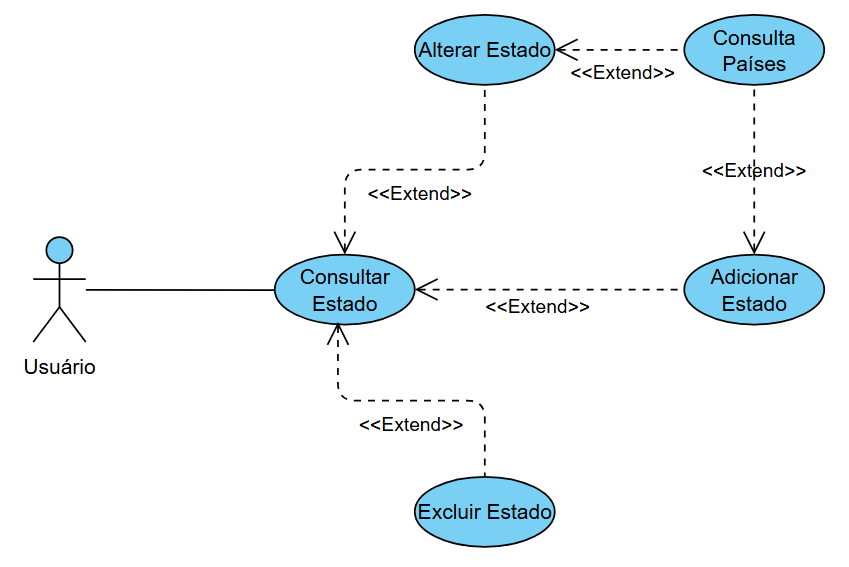 Alterar Estado
Consulta
Países
<<Extend>>
<<Extend>>
<<Extend>>
Consultar
Estado
Adicionar
Estado
<<Extend>>
Usuário
<<Extend>>
Excluir Estado